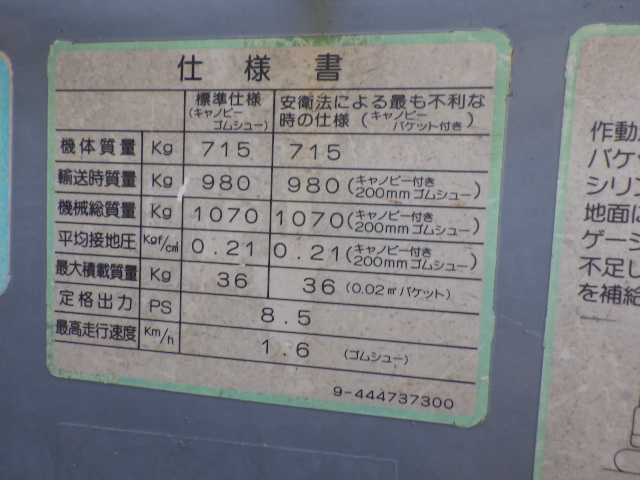 仕様書
標準仕様
(キャノピー
ゴムシュー)
安衛法による最も不利な
時の仕様 (キャノピー
バケット付き)
機体質量 Kg 715 715
輸送時質量 Kg 980 980 (キャノピー付き
200mmゴムシュー)
機械総質量 Kg 1070 1070 (キャノピー付き
200mmゴムシュー)
平均接地圧 Kgf/c㎡ 0.21 0.21 (キャノピー付き
200mmゴムシュー)
最大積載質量 Kg 36 36 (0.02㎥バケット)
定格出力 PS 8.5
最高走行速度 Km/h 1.6 (ゴムシュー)
9-444737300
作動
バケ
シリ
地面に
ゲー
不足し
を補給